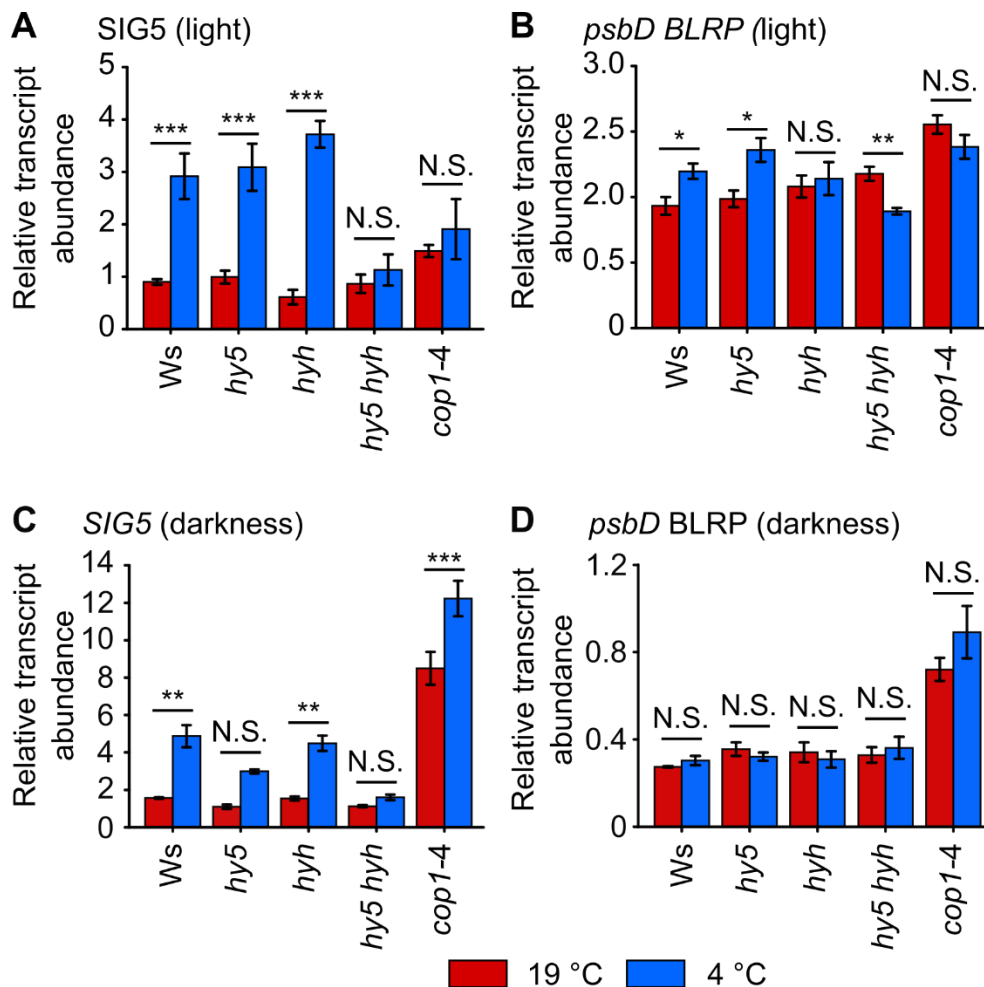 A SIG5 (light)
Relative transcript
abundance
5
4
3
2
1
0
***
***
***
N.S.
N.S.
Ws
hy5
hyh
hy5 hyh
cop1-4
B psbD BLRP (light)
Relative transcript
abundance
3.0
2.5
2.0
2.5
0
*
*
N.S.
**
N.S.
Ws
hy5
hyh
hy5 hyh
cop1-4
C SIG5 (darkness)
Relative transcript
abundance
14
12
10
8
6
4
2
0
**
N.S.
**
N.S.
***
Ws
hy5
hyh
hy5 hyh
cop1-4
D psbD BLRP (darkness)
Relative transcript
abundance
1.2
0.8
0.4
0
N.S.
N.S.
N.S.
N.S.
N.S.
Ws
hy5
hyh
hy5 hyh
cop1-4
19 °C 4 °C